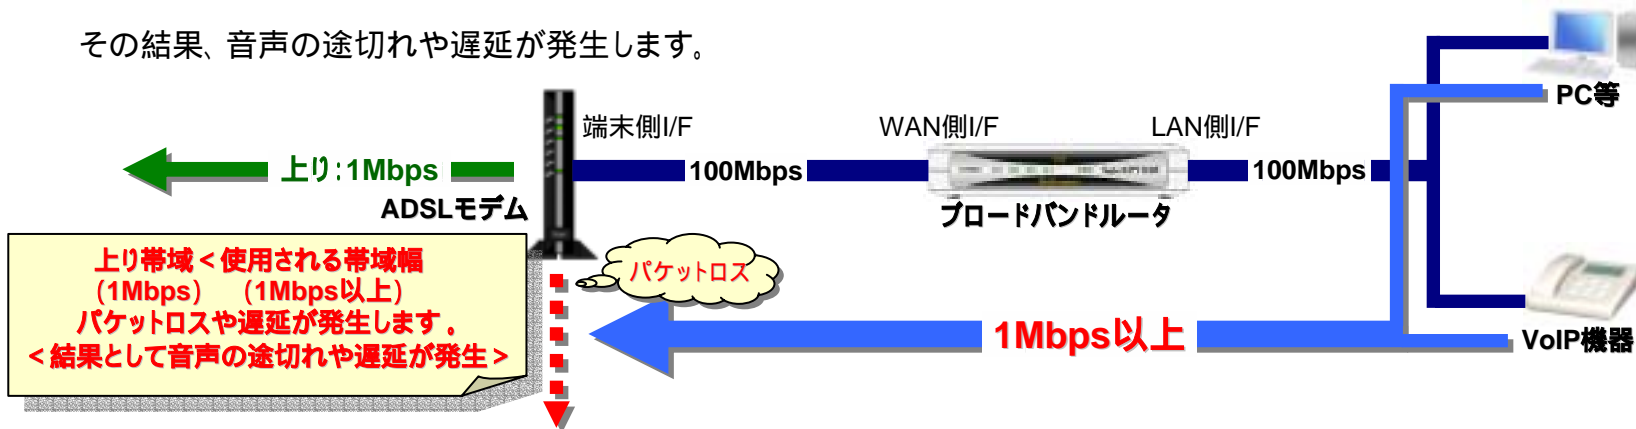 その結果、音声の途切れや遅延が発生します。
PC等
端末側I/F
WAN側I/F
LAN側I/F
上り:1Mbps
100Mbps
100Mbps
ADSLモデム
ブロードバンドルータ
上り帯域<使用される帯域幅
(1Mbps) (1Mbps以上)
パケットロスや遅延が発生します。
<結果として音声の途切れや遅延が発生>
パケットロス
1Mbps以上
VoIP機器